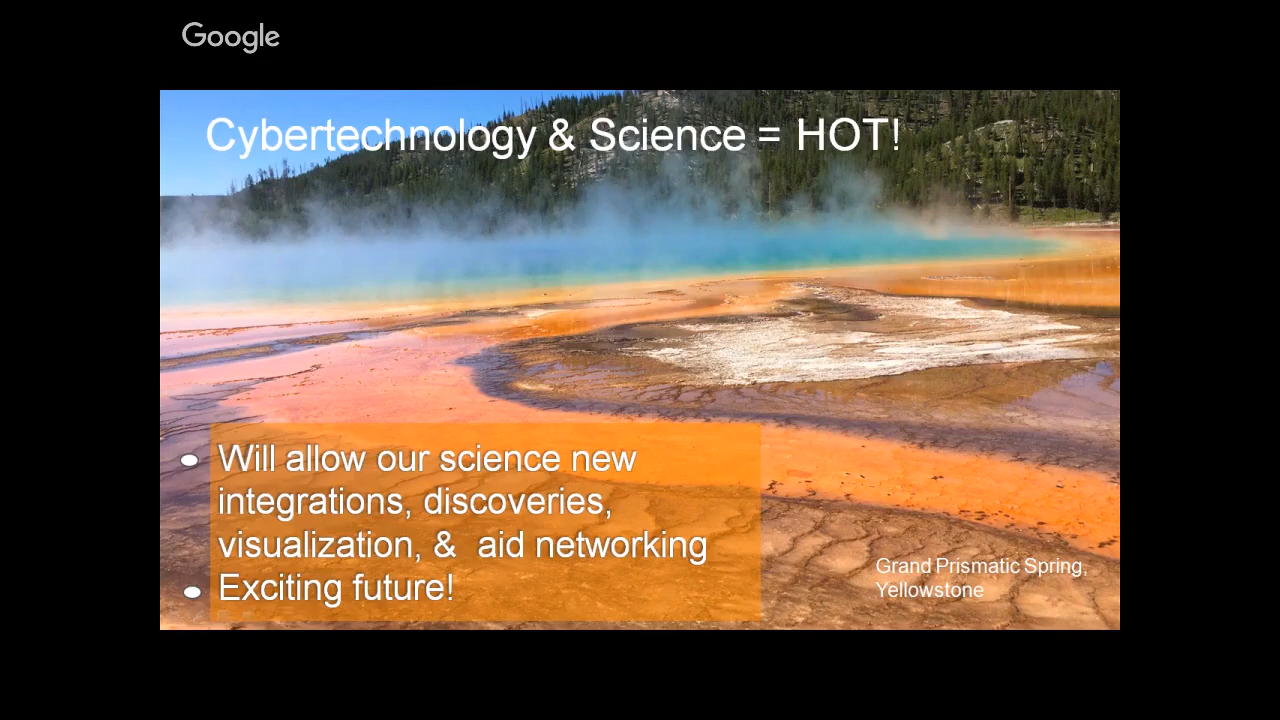 Google
Cybertechnology & Science = HOT!
Will allow our science new
integrations, discoveries,
visualization, &  aid networking
Exciting future!
Grand Prismatic Spring,
Yellowstone